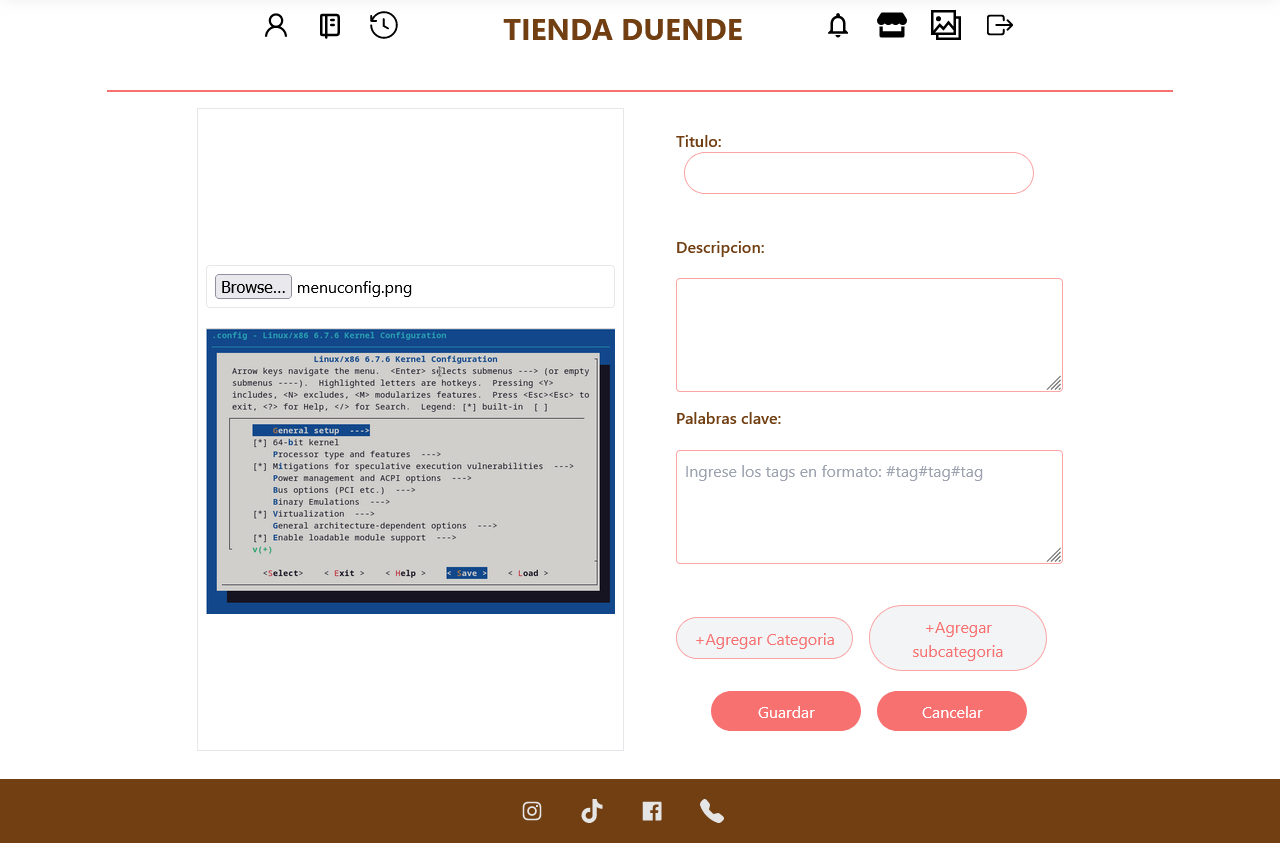 TIENDA DUENDE
Titulo:
Descripcion:
Browse... menuconfig.png
.config - Linux/x86 6.7.6 Kernel Configuration
Linux/x86 6.7.6 Kernel Configuration
Arrow keys navigate the menu.  <Enter> selects submenus ---> (or empty
submenus ----).  Highlighted letters are hotkeys.  Pressing <Y>
includes, <N> excludes, <M> modularizes features.  Press <Esc><Esc> to
exit, <?> for Help, </> for Search.  Legend: [*] built-in  [ ]
General setup  --->
[*] 64-bit kernel
Processor type and features  --->
[*] Mitigations for speculative execution vulnerabilities  --->
Power management and ACPI options  --->
Bus options (PCI etc.)  --->
Binary Emulations  --->
[*] Virtualization  --->
General architecture-dependent options  --->
[*] Enable loadable module support  --->
v(+)
<Select>    < Exit >    < Help >    < Save >    < Load >
Palabras clave:
Ingrese los tags en formato: #tag#tag#tag
+Agregar Categoria
+Agregar
subcategoria
Guardar
Cancelar